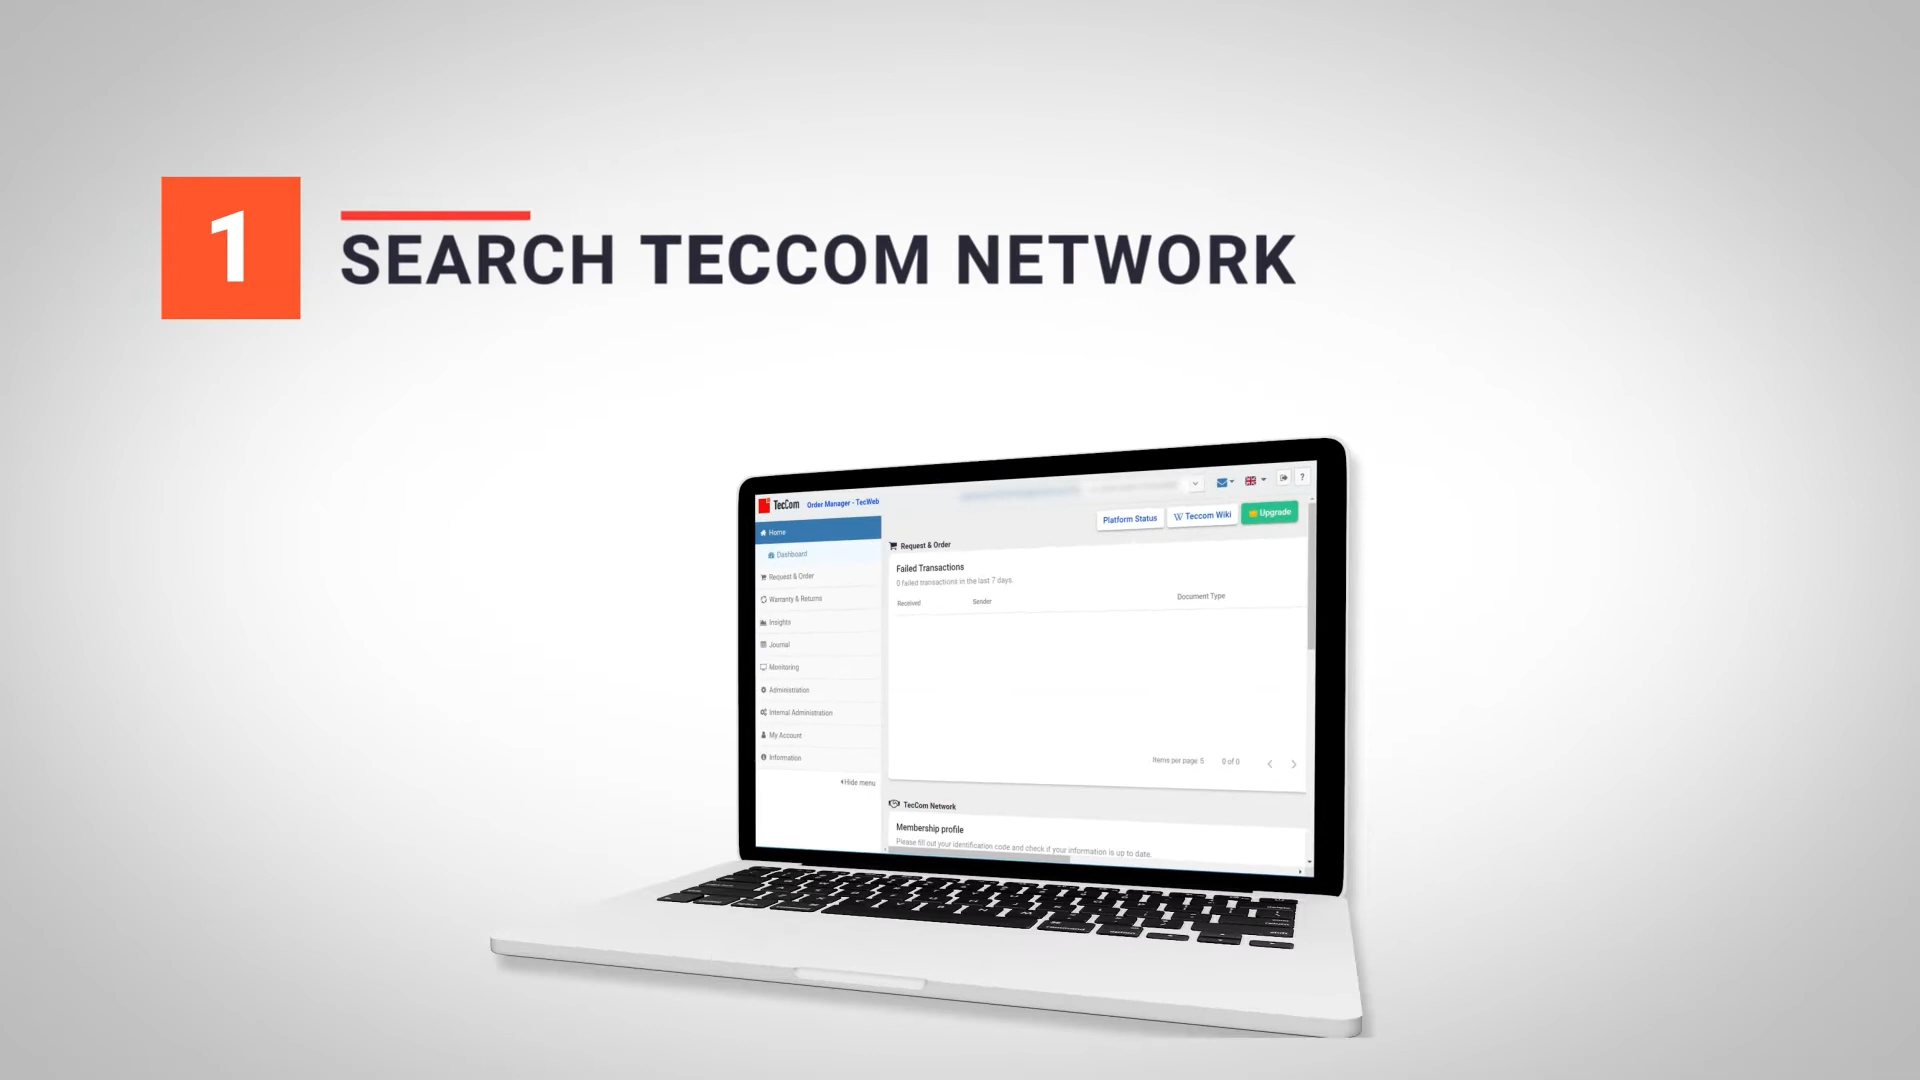 1
SEARCH TECCOM NETWORK
TecCom Order Manager - TecWeb
?
Platform Status
W Teccom Wiki
Upgrade
Home
Dashboard
Request & Order
Warranty & Returns
Insights
Journal
Monitoring
Administration
Internal Administration
My Account
Information
Hide menu
Request & Order
Failed Transactions
0 failed transactions in the last 7 days.
Received Sender Document Type
Items per page 5 0 of 0
TecCom Network
Membership profile
Please fill out your identification code and check if your information is up to date.